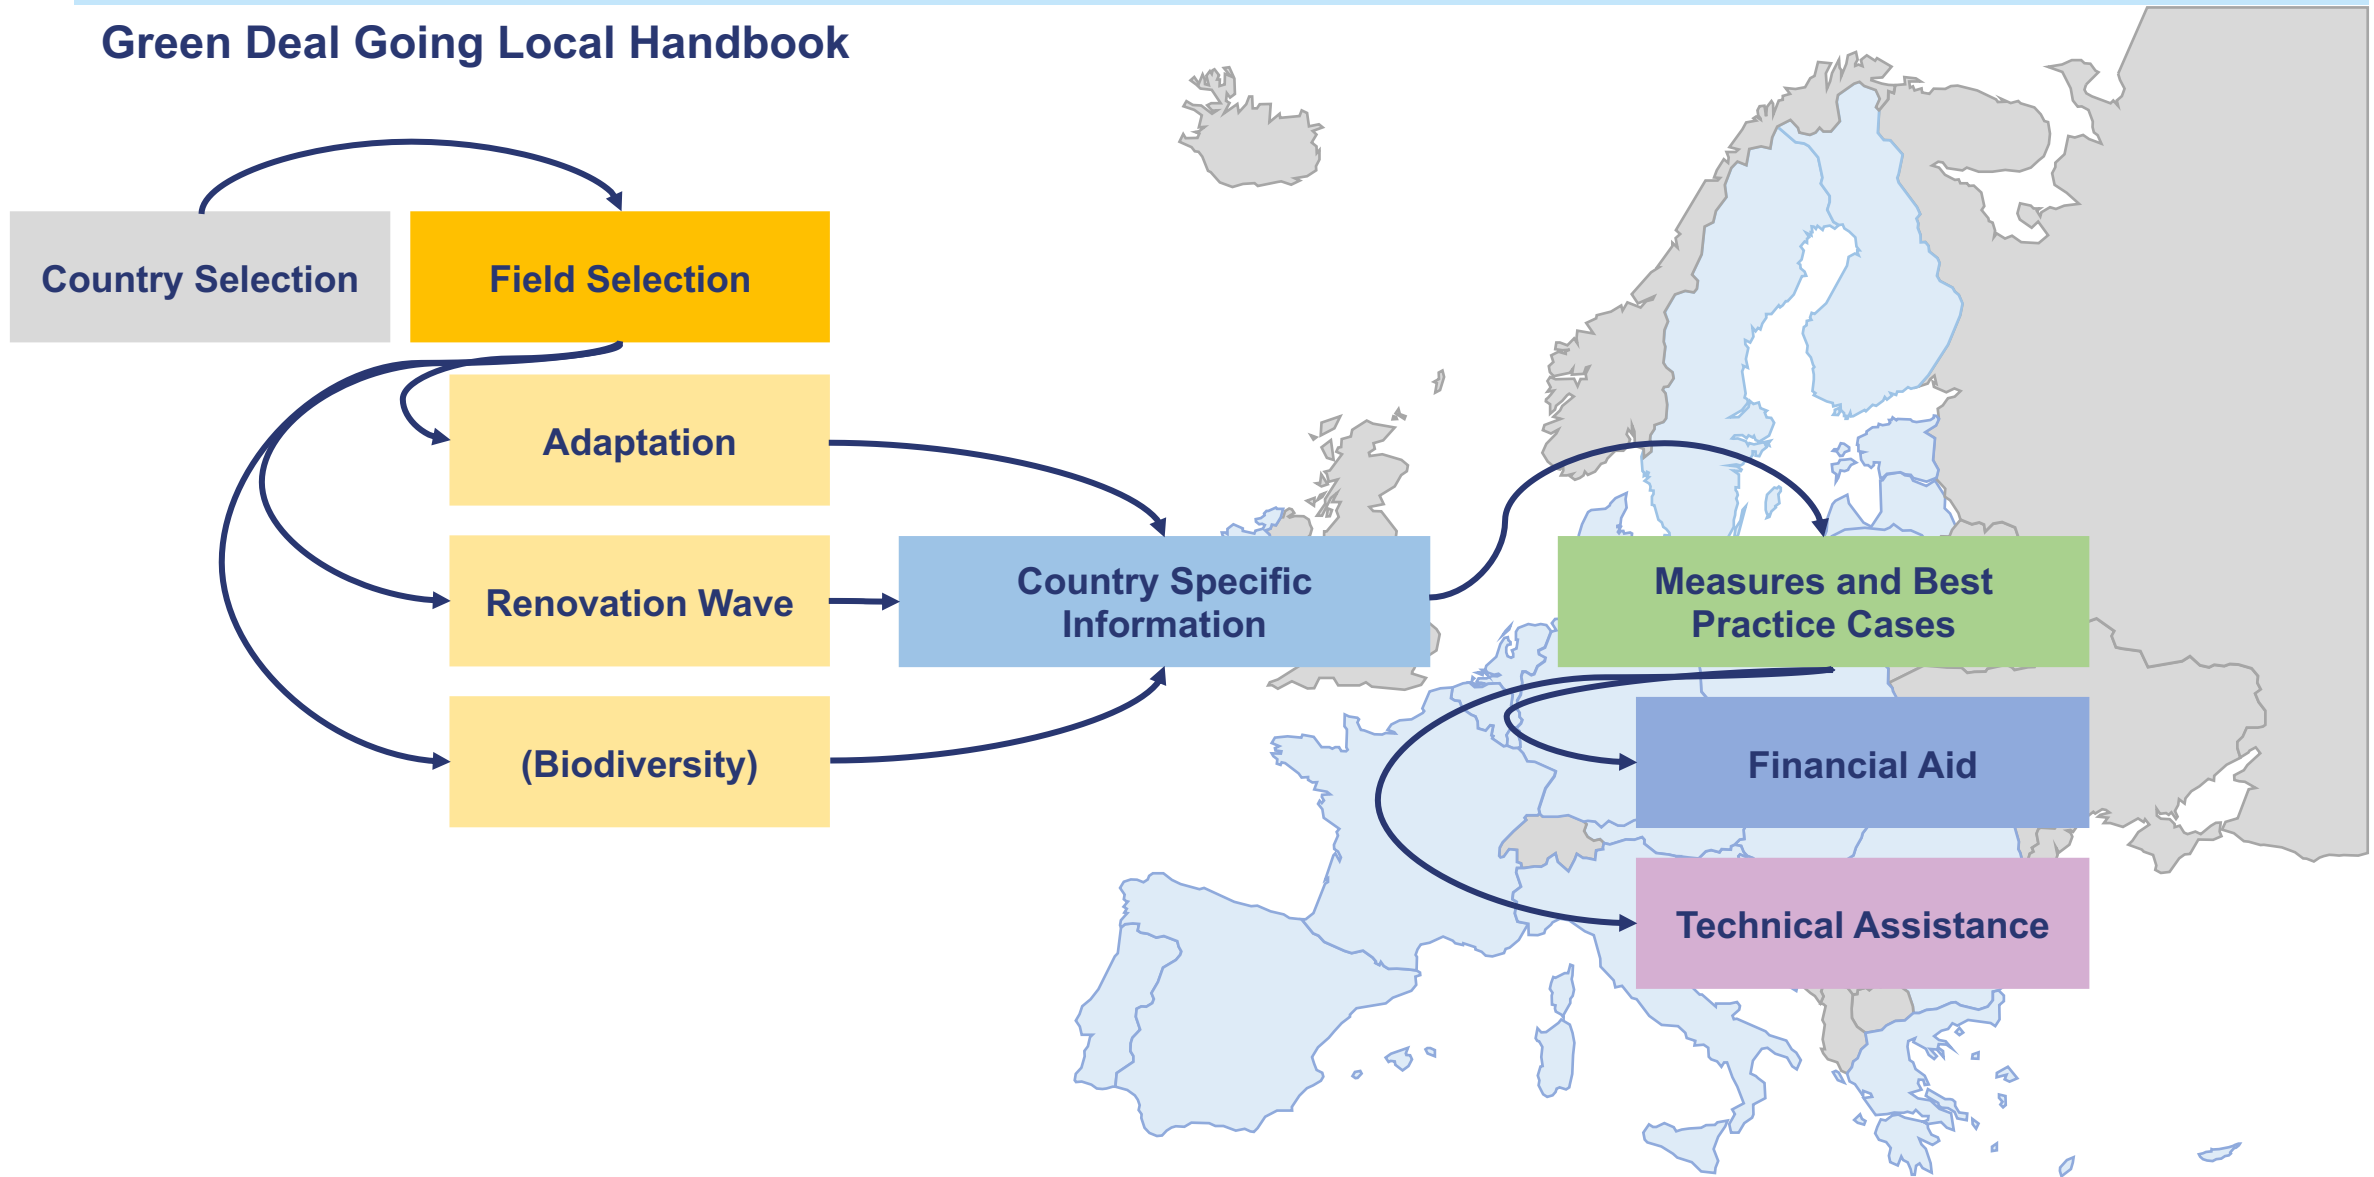 Green Deal Going Local Handbook
Country Selection
Field Selection
Adaptation
Renovation Wave
(Biodiversity)
Country Specific
Information
Measures and Best
Practice Cases
Financial Aid
Technical Assistance